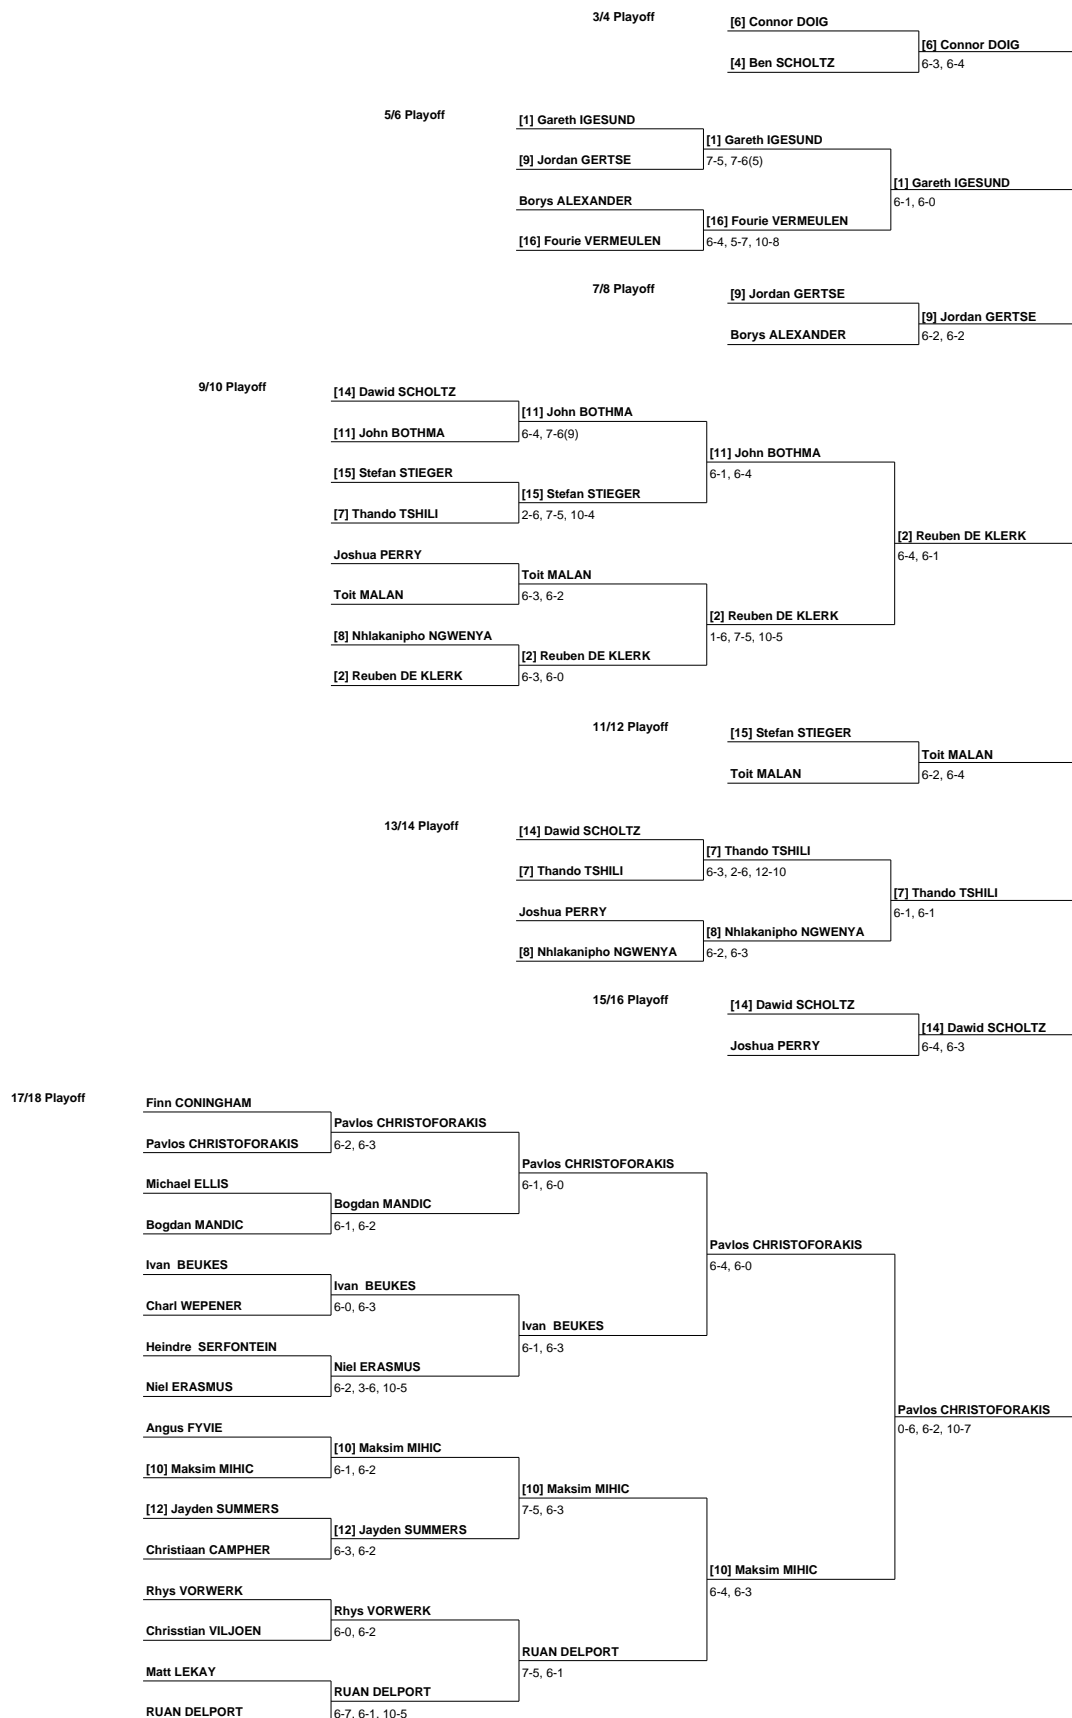 3/4 Playoff
[6] Connor DOIG
[6] Connor DOIG
[4] Ben SCHOLTZ
6-3, 6-4
5/6 Playoff
[1] Gareth IGESUND
[1] Gareth IGESUND
[9] Jordan GERTSE
7-5, 7-6(5)
[1] Gareth IGESUND
Borys ALEXANDER
6-1, 6-0
[16] Fourie VERMEULEN
[16] Fourie VERMEULEN
6-4, 5-7, 10-8
7/8 Playoff
[9] Jordan GERTSE
[9] Jordan GERTSE
Borys ALEXANDER
6-2, 6-2
9/10 Playoff
[14] Dawid SCHOLTZ
[11] John BOTHMA
[11] John BOTHMA
6-4, 7-6(9)
[11] John BOTHMA
[15] Stefan STIEGER
6-1, 6-4
[15] Stefan STIEGER
[7] Thando TSHILI
2-6, 7-5, 10-4
[2] Reuben DE KLERK
Joshua PERRY
6-4, 6-1
Toit MALAN
Toit MALAN
6-3, 6-2
[2] Reuben DE KLERK
[8] Nhlakanipho NGWENYA
1-6, 7-5, 10-5
[2] Reuben DE KLERK
[2] Reuben DE KLERK
6-3, 6-0
11/12 Playoff
[15] Stefan STIEGER
Toit MALAN
Toit MALAN
6-2, 6-4
13/14 Playoff
[14] Dawid SCHOLTZ
[7] Thando TSHILI
[7] Thando TSHILI
6-3, 2-6, 12-10
[7] Thando TSHILI
Joshua PERRY
6-1, 6-1
[8] Nhlakanipho NGWENYA
[8] Nhlakanipho NGWENYA
6-2, 6-3
15/16 Playoff
[14] Dawid SCHOLTZ
[14] Dawid SCHOLTZ
Joshua PERRY
6-4, 6-3
17/18 Playoff
Finn CONINGHAM
Pavlos CHRISTOFORAKIS
Pavlos CHRISTOFORAKIS
6-2, 6-3
Pavlos CHRISTOFORAKIS
Michael ELLIS
6-1, 6-0
Bogdan MANDIC
Bogdan MANDIC
6-1, 6-2
Pavlos CHRISTOFORAKIS
Ivan  BEUKES
6-4, 6-0
Ivan  BEUKES
Charl WEPENER
6-0, 6-3
Ivan  BEUKES
Heindre  SERFONTEIN
6-1, 6-3
Niel ERASMUS
Niel ERASMUS
6-2, 3-6, 10-5
Pavlos CHRISTOFORAKIS
Angus FYVIE
0-6, 6-2, 10-7
[10] Maksim MIHIC
[10] Maksim MIHIC
6-1, 6-2
[10] Maksim MIHIC
[12] Jayden SUMMERS
7-5, 6-3
[12] Jayden SUMMERS
Christiaan CAMPHER
6-3, 6-2
[10] Maksim MIHIC
Rhys VORWERK
6-4, 6-3
Rhys VORWERK
Chrisstian VILJOEN
6-0, 6-2
RUAN DELPORT
Matt LEKAY
7-5, 6-1
RUAN DELPORT
RUAN DELPORT
6-7, 6-1, 10-5